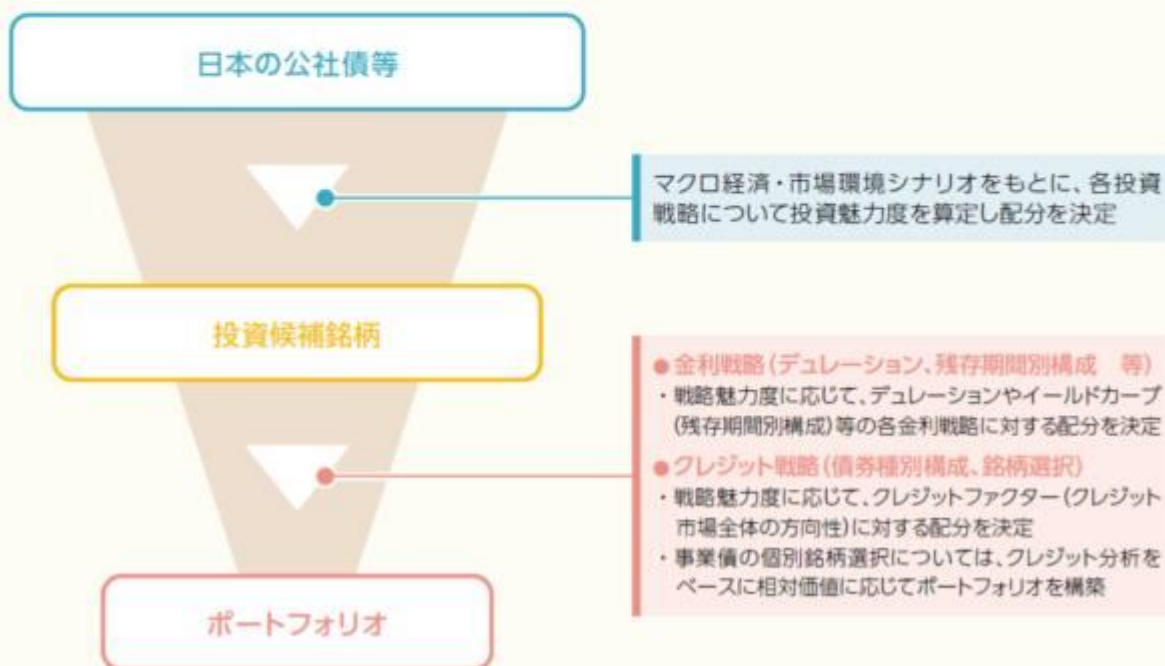 日本の公社債等
マクロ経済・市場環境シナリオをもとに、各投資
戦略について投資魅力度を算定し配分を決定
投資候補銘柄
●金利戦略(デュレーション、残存期間別構成　等)
・戦略魅力度に応じて、デュレーションやイールドカーブ
(残存期間別構成)等の各金利戦略に対する配分を決定
●クレジット戦略(債券種別構成、銘柄選択)
・戦略魅力度に応じて、クレジットファクター(クレジット
市場全体の方向性)に対する配分を決定
・事業債の個別銘柄選択については、クレジット分析を
ベースに相対価値に応じてポートフォリオを構築
ポートフォリオ